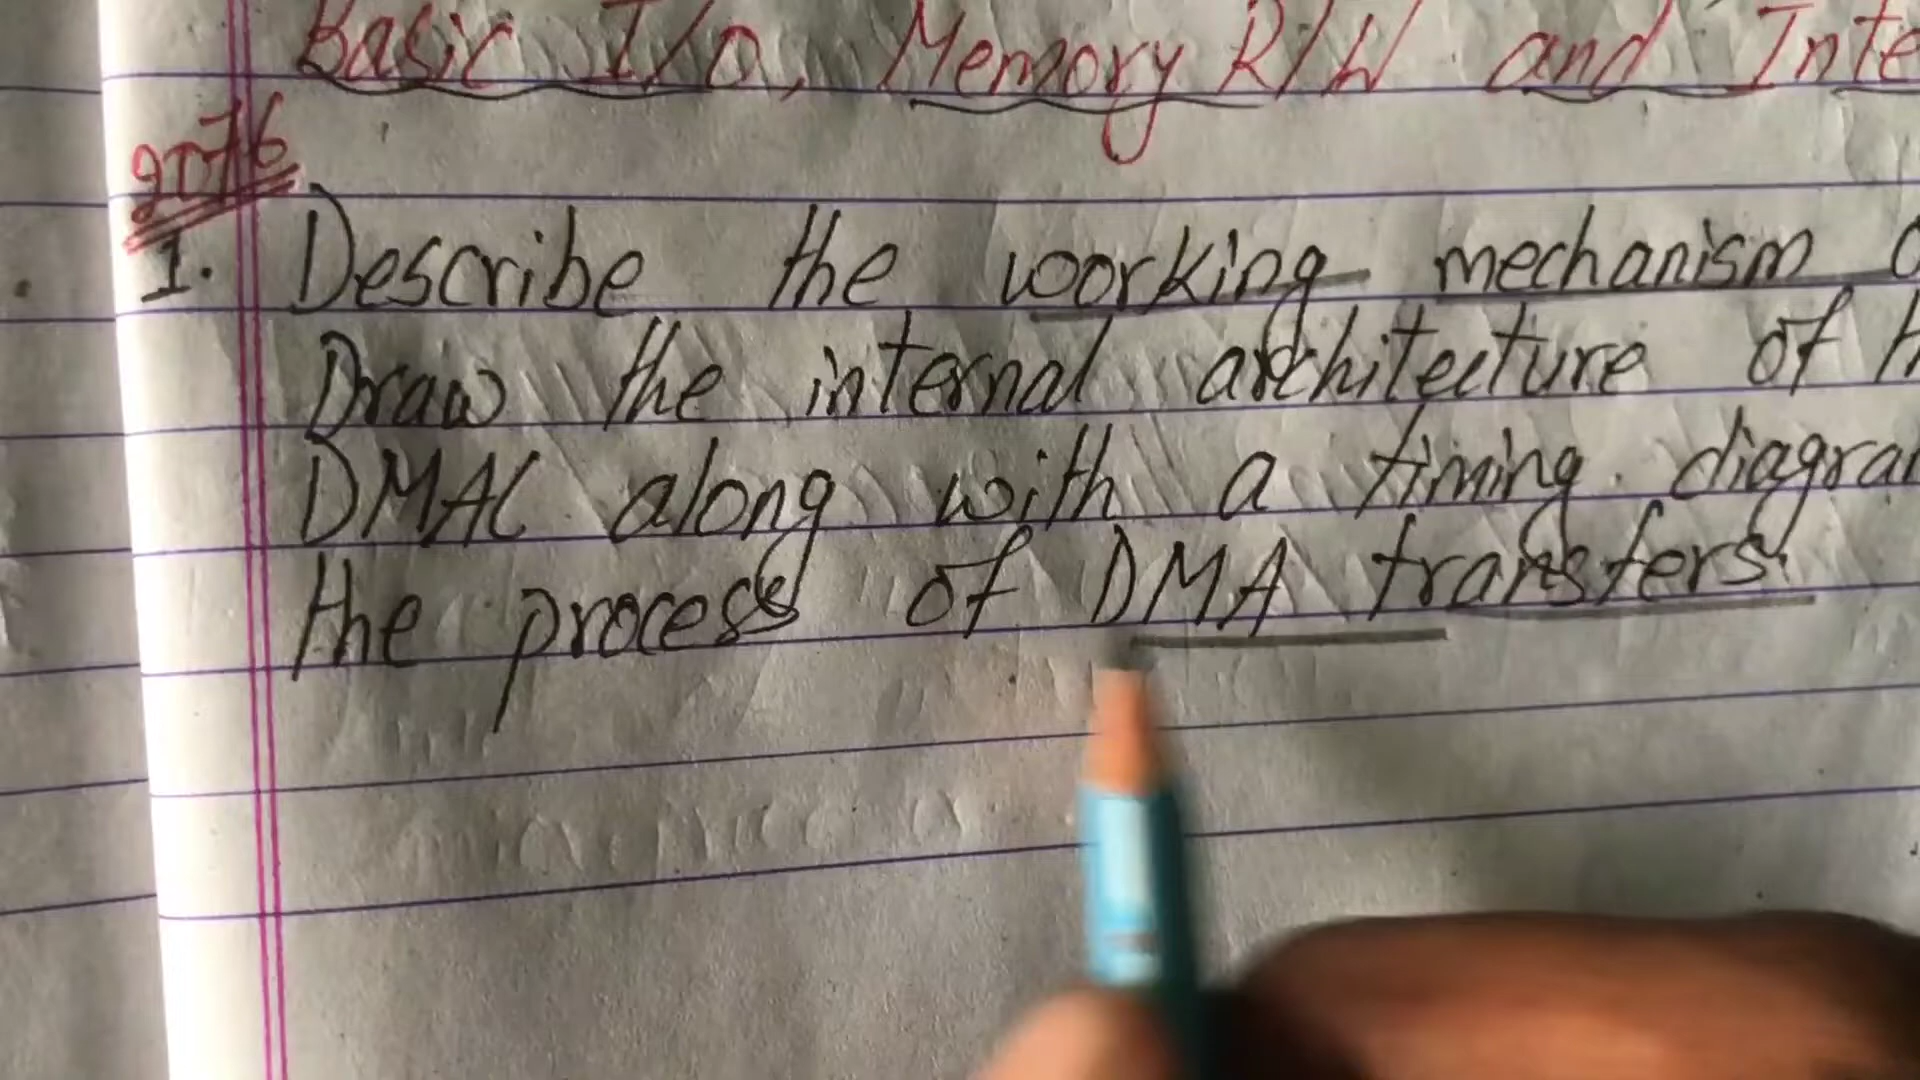 Basic I/O, Memory R/W and Inte
2076
1. Describe the working mechanism
Draw the internal architecture of
DMAC along with a timing diagra
the process of DMA transfers.